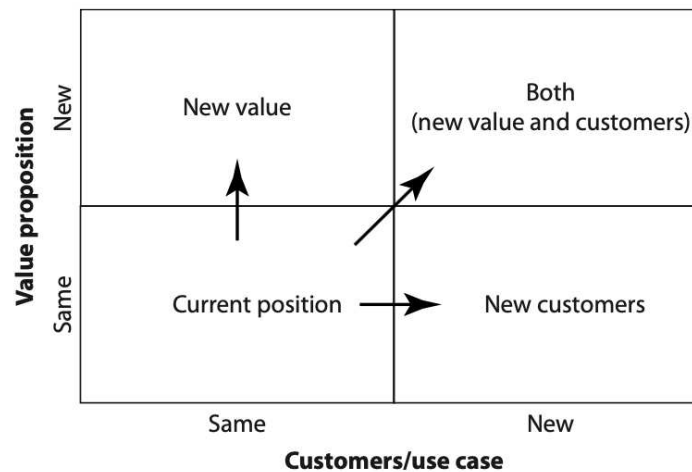 Value proposition
New
Same
New value
Both
(new value and customers)
Current position
New customers
Same
New
Customers/use case